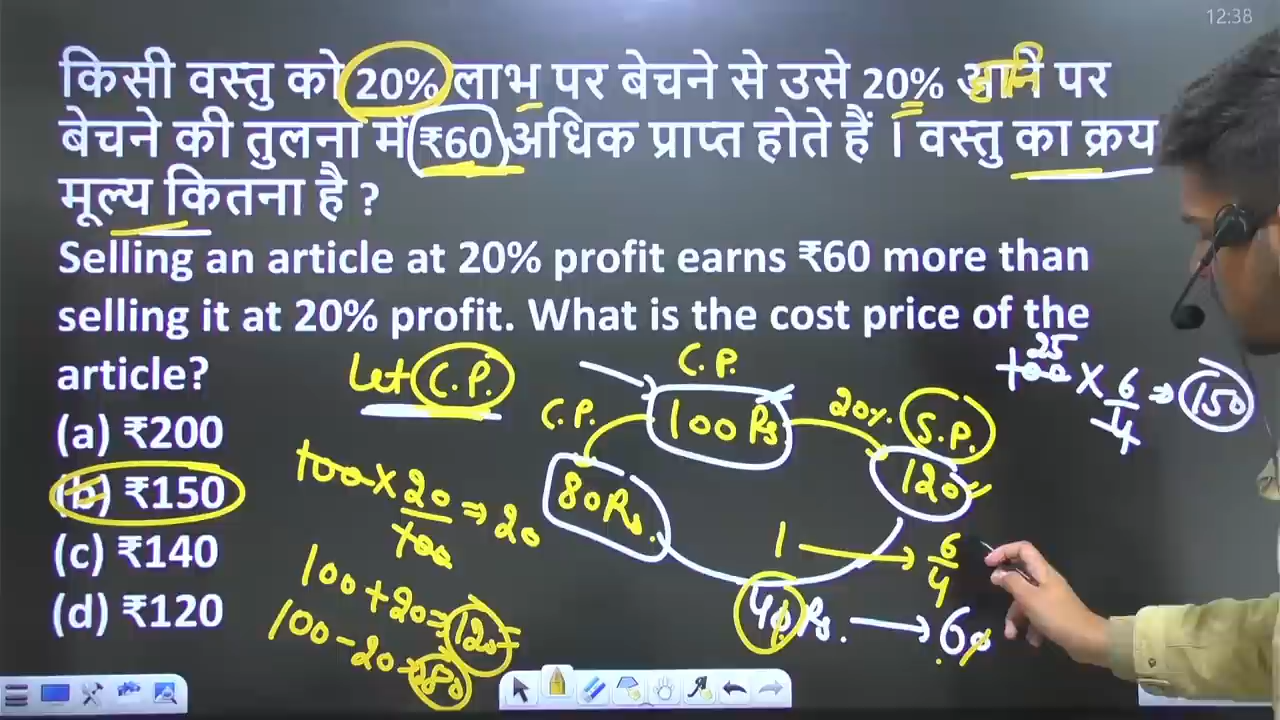 12:38
किसी वस्तु को 20% लाभ पर बेचने से उसे 20% हानि पर
बेचने की तुलना में ₹60 अधिक प्राप्त होते हैं । वस्तु का क्रय
मूल्य कितना है ?
Selling an article at 20% profit earns ₹60 more than
selling it at 20% profit. What is the cost price of the
article?
(a) ₹200
(b) ₹150
(c) ₹140
(d) ₹120
Let C.P.
C.P.
100 Rs
C.P.
80 Rs.
20%
S.P.
120
1 → 6/4
40 Rs. → 60
100 × 20/100 ⇒ 20
100 + 20 = 120
100 - 20 = 80
25
100 × 6/4 ⇒ 150